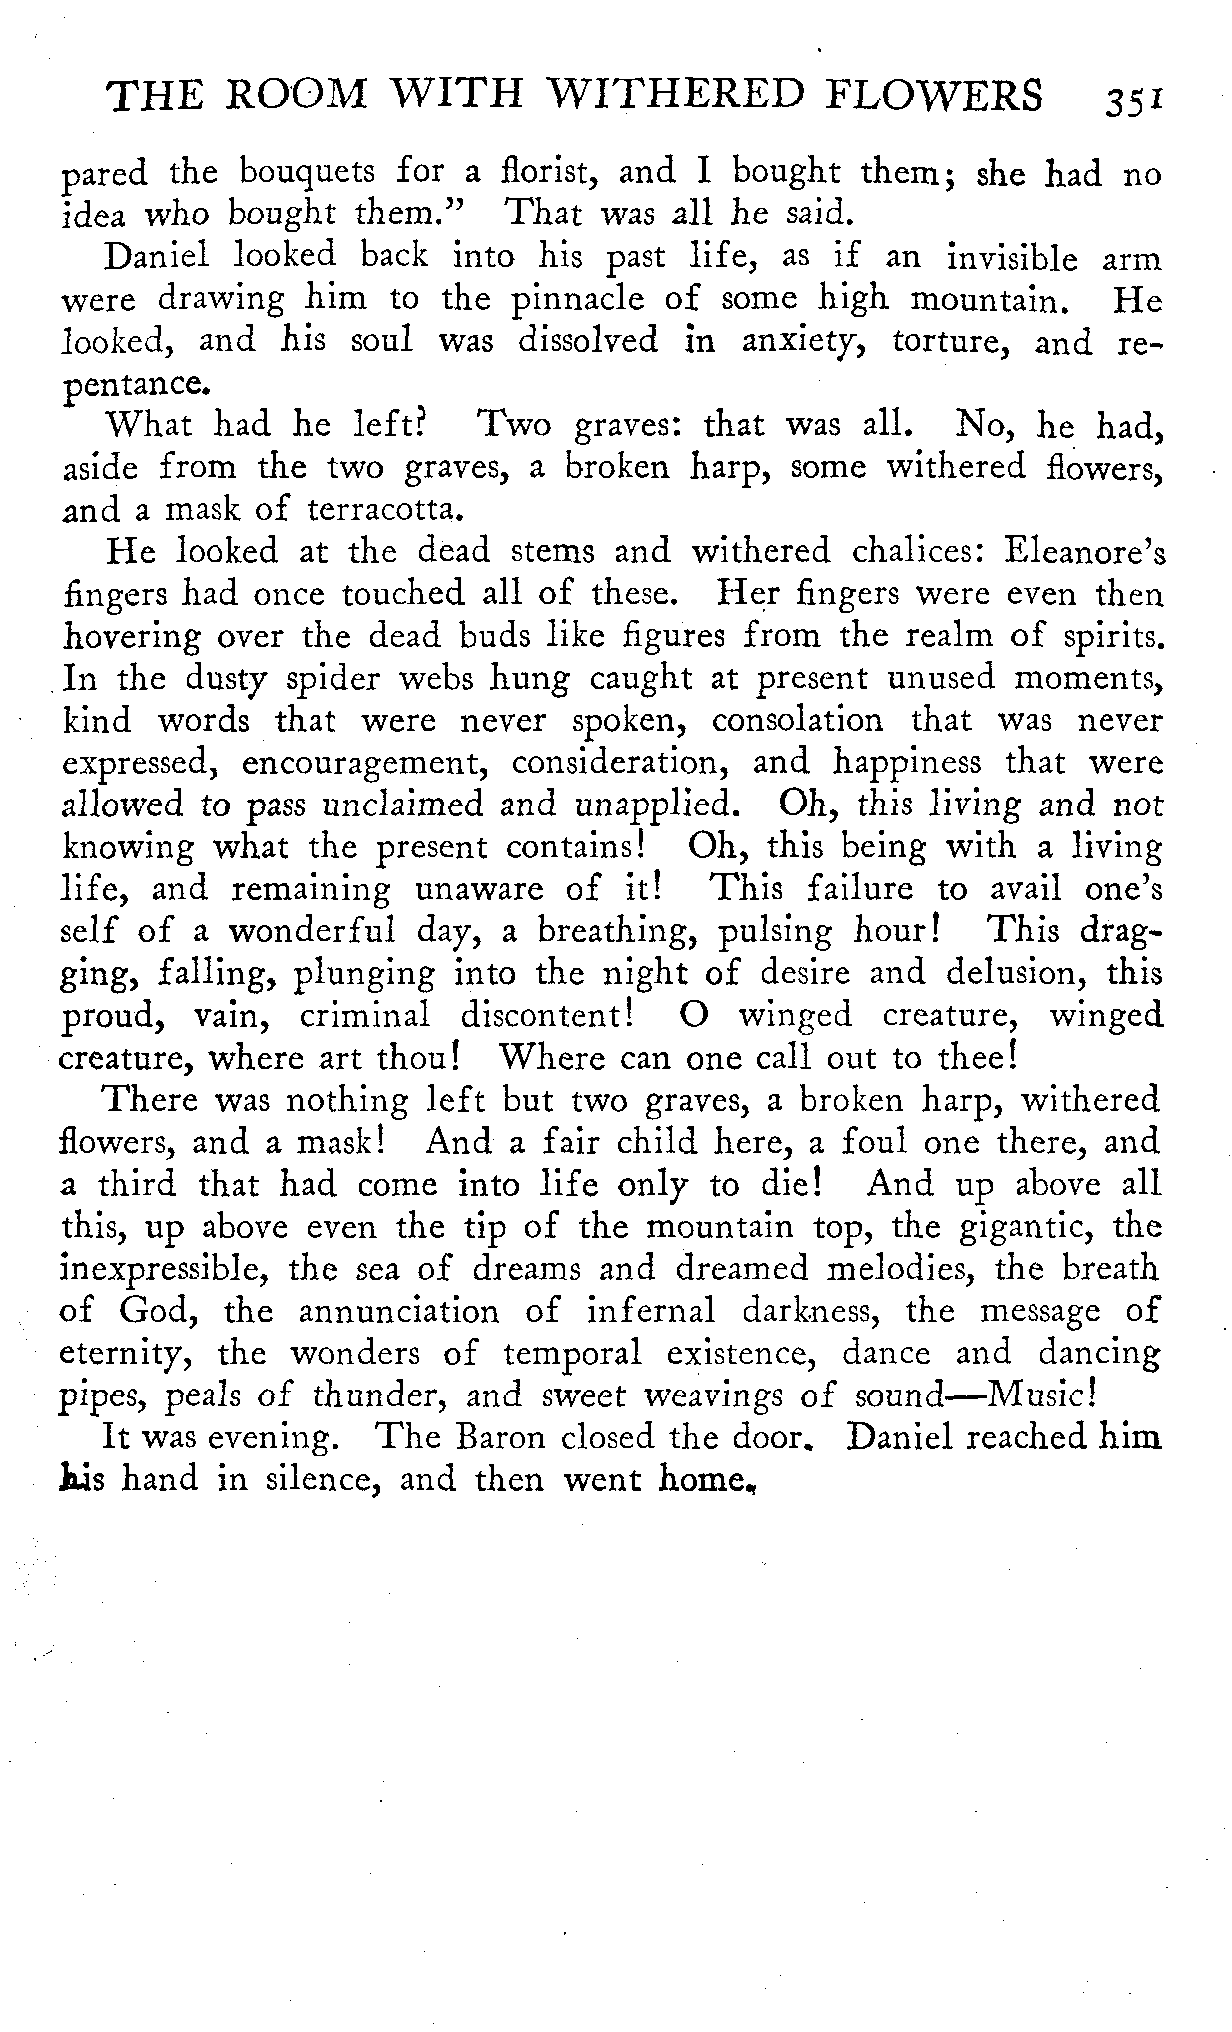 THE ROOM WITH WITHERED FLOWERS 351
pared the bouquets for a florist, and I bought them; she had no
idea who bought them.” That was all he said.
Daniel looked back into his past life, as if an invisible arm
were drawing him to the pinnacle of some high mountain. He
looked, and his soul was dissolved in anxiety, torture, and re-
pentance.
What had he left? Two graves: that was all. No, he had,
aside from the two graves, a broken harp, some withered flowers,
and a mask of terracotta.
He looked at the dead stems and withered chalices: Eleanore's
fingers had once touched all of these. Her fingers were even then
hovering over the dead buds like figures from the realm of spirits.
In the dusty spider webs hung caught at present unused moments,
kind words that were never spoken, consolation that was never
expressed, encouragement, consideration, and happiness that were
allowed to pass unclaimed and unapplied. Oh, this living and not
knowing what the present contains! Oh, this being with a living
life, and remaining unaware of it! This failure to avail one's
self of a wonderful day, a breathing, pulsing hour! This drag-
ging, falling, plunging into the night of desire and delusion, this
proud, vain, criminal discontent! O winged creature, winged
creature, where art thou! Where can one call out to thee!
There was nothing left but two graves, a broken harp, withered
flowers, and a mask! And a fair child here, a foul one there, and
a third that had come into life only to die! And up above all
this, up above even the tip of the mountain top, the gigantic, the
inexpressible, the sea of dreams and dreamed melodies, the breath
of God, the annunciation of infernal darkness, the message of
eternity, the wonders of temporal existence, dance and dancing
pipes, peals of thunder, and sweet weavings of sound—Music!
It was evening. The Baron closed the door. Daniel reached him
his hand in silence, and then went home.